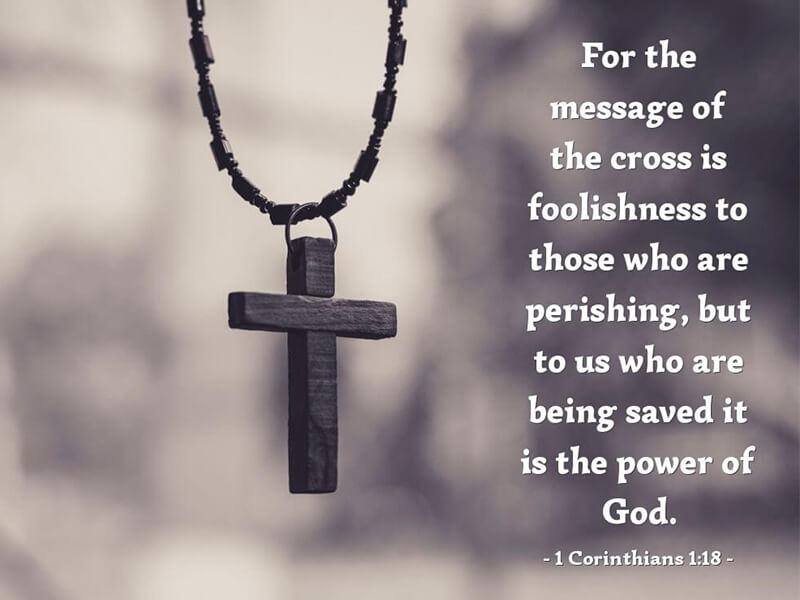 For the
message of
the cross is
foolishness to
those who are
perishing, but
to us who are
being saved it
is the power of
God.
- 1 Corinthians 1:18 -